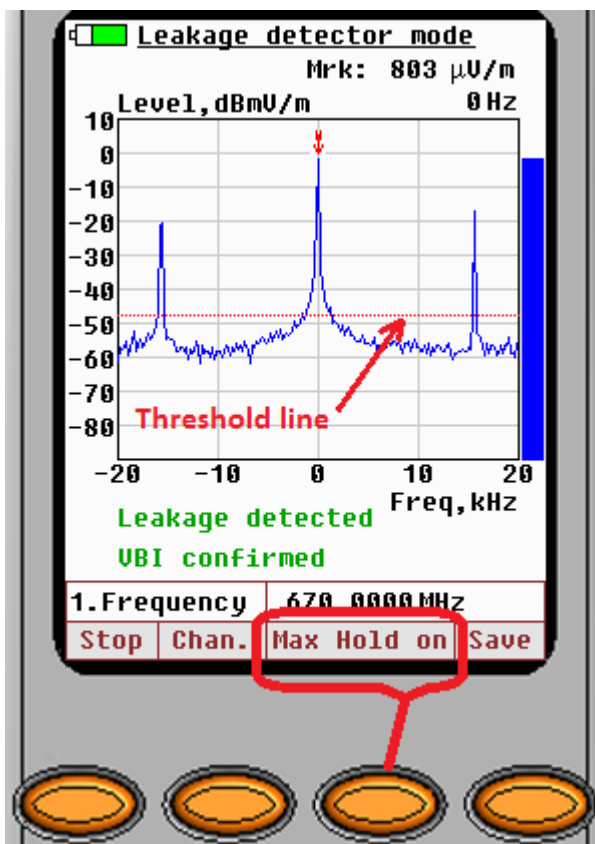 Leakage detector mode
Mrk: 803 µV/m
Level,dBmV/m 0 Hz
10
0
-10
-20
-30
-40
-50
-60
-70
-80
Threshold line
-20 -10 0 10 20
Freq,kHz
Leakage detected
VBI confirmed
1.Frequency 670.0000 MHz
Stop Chan. Max Hold on Save